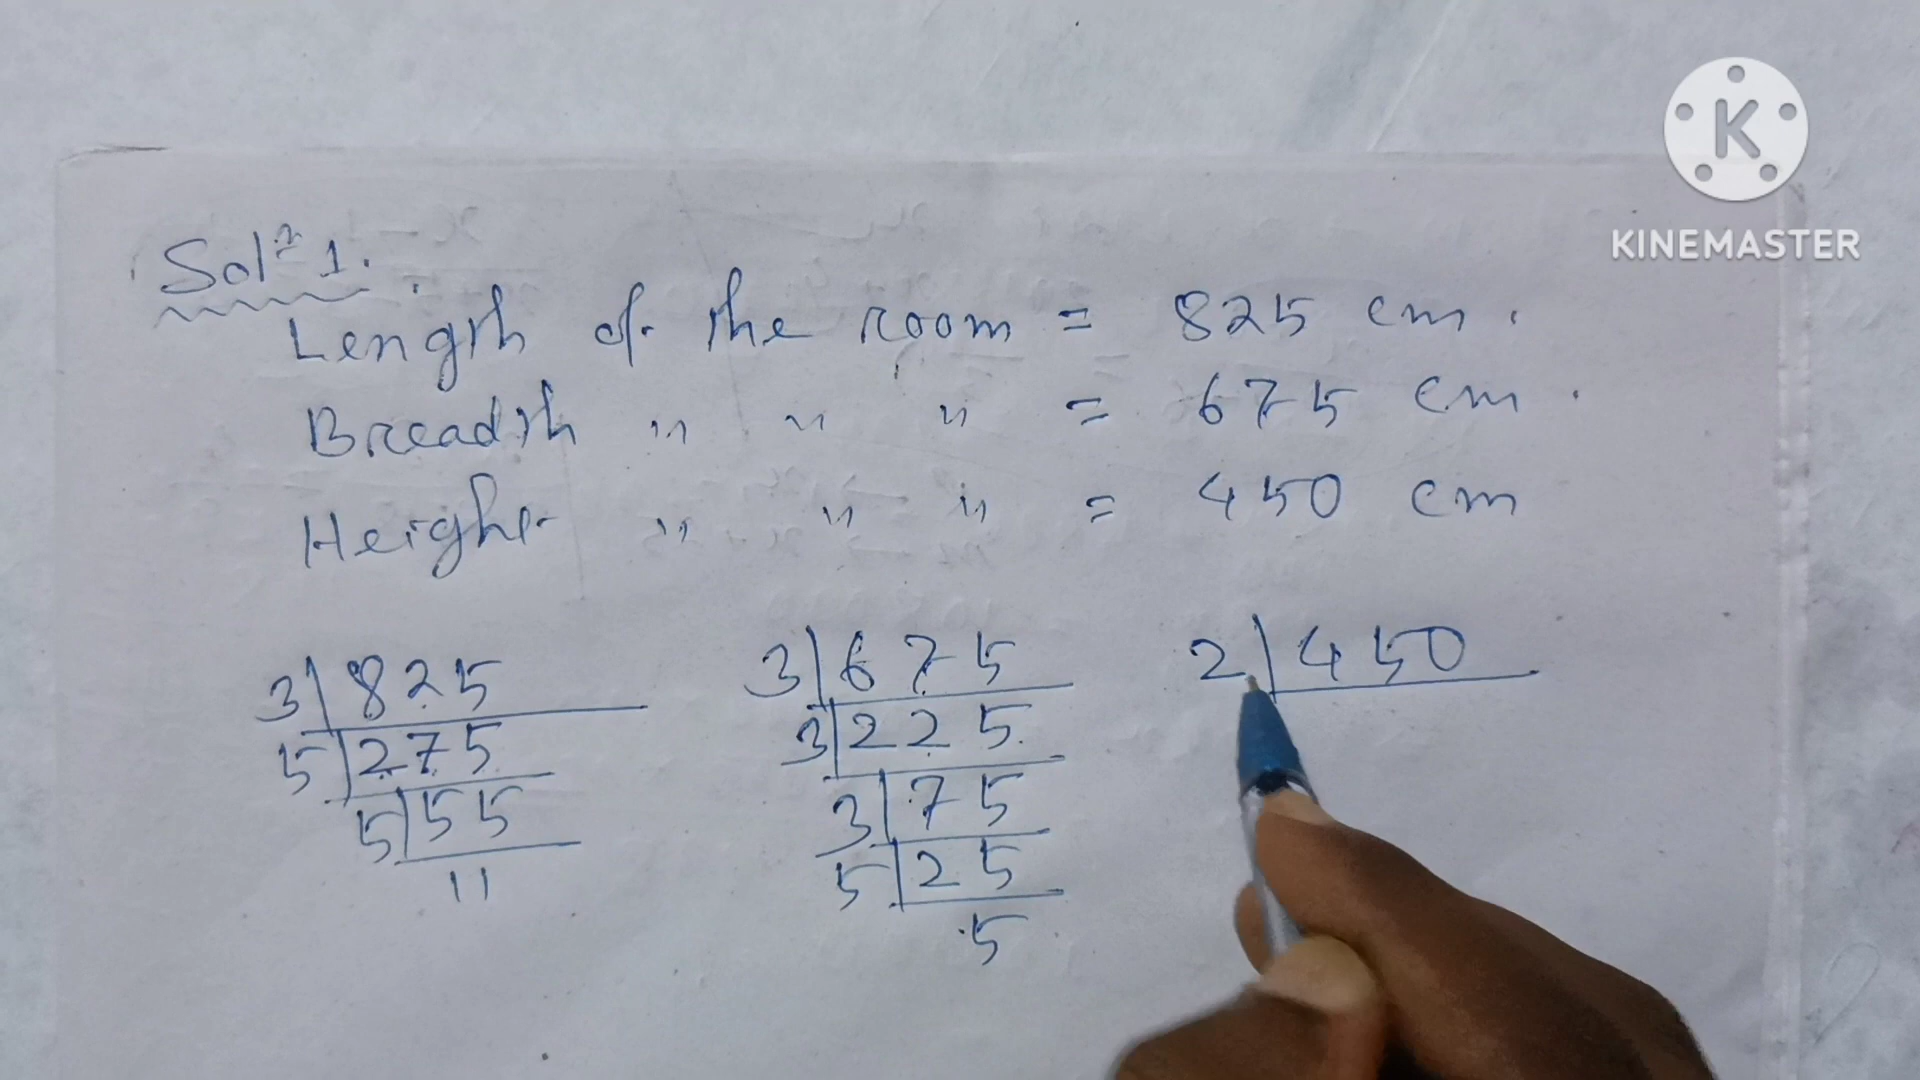 K
KINEMASTER
Solⁿ 1.
Length of the room = 825 cm.
Breadth " " " = 675 cm.
Height " " " = 450 cm
3 | 825
5 | 275
5 | 55
11
3 | 675
3 | 225
3 | 75
5 | 25
5
2 | 450